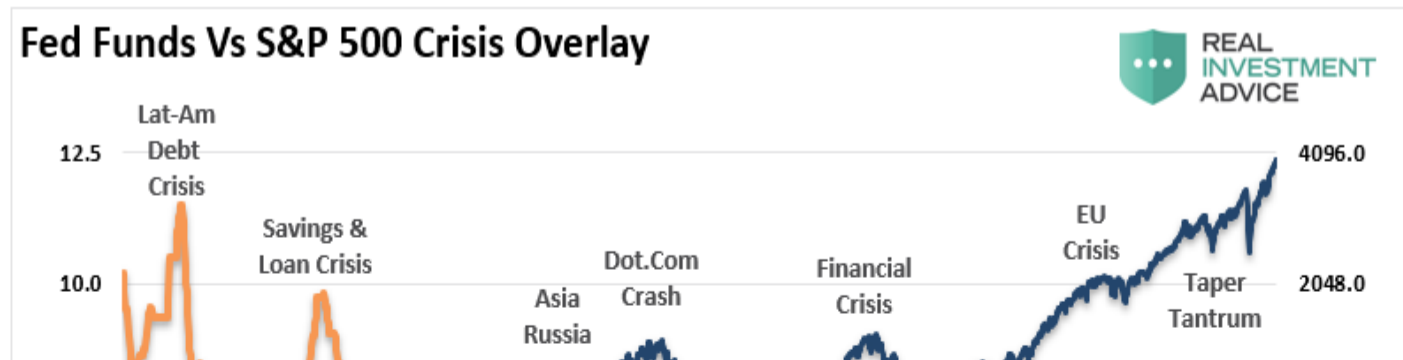 Fed Funds Vs S&P 500 Crisis Overlay
REAL
INVESTMENT
ADVICE
Lat-Am
Debt
Crisis
12.5
4096.0
Savings &
Loan Crisis
EU
Crisis
Dot.Com
Crash
Financial
Crisis
10.0
2048.0
Asia
Russia
Taper
Tantrum